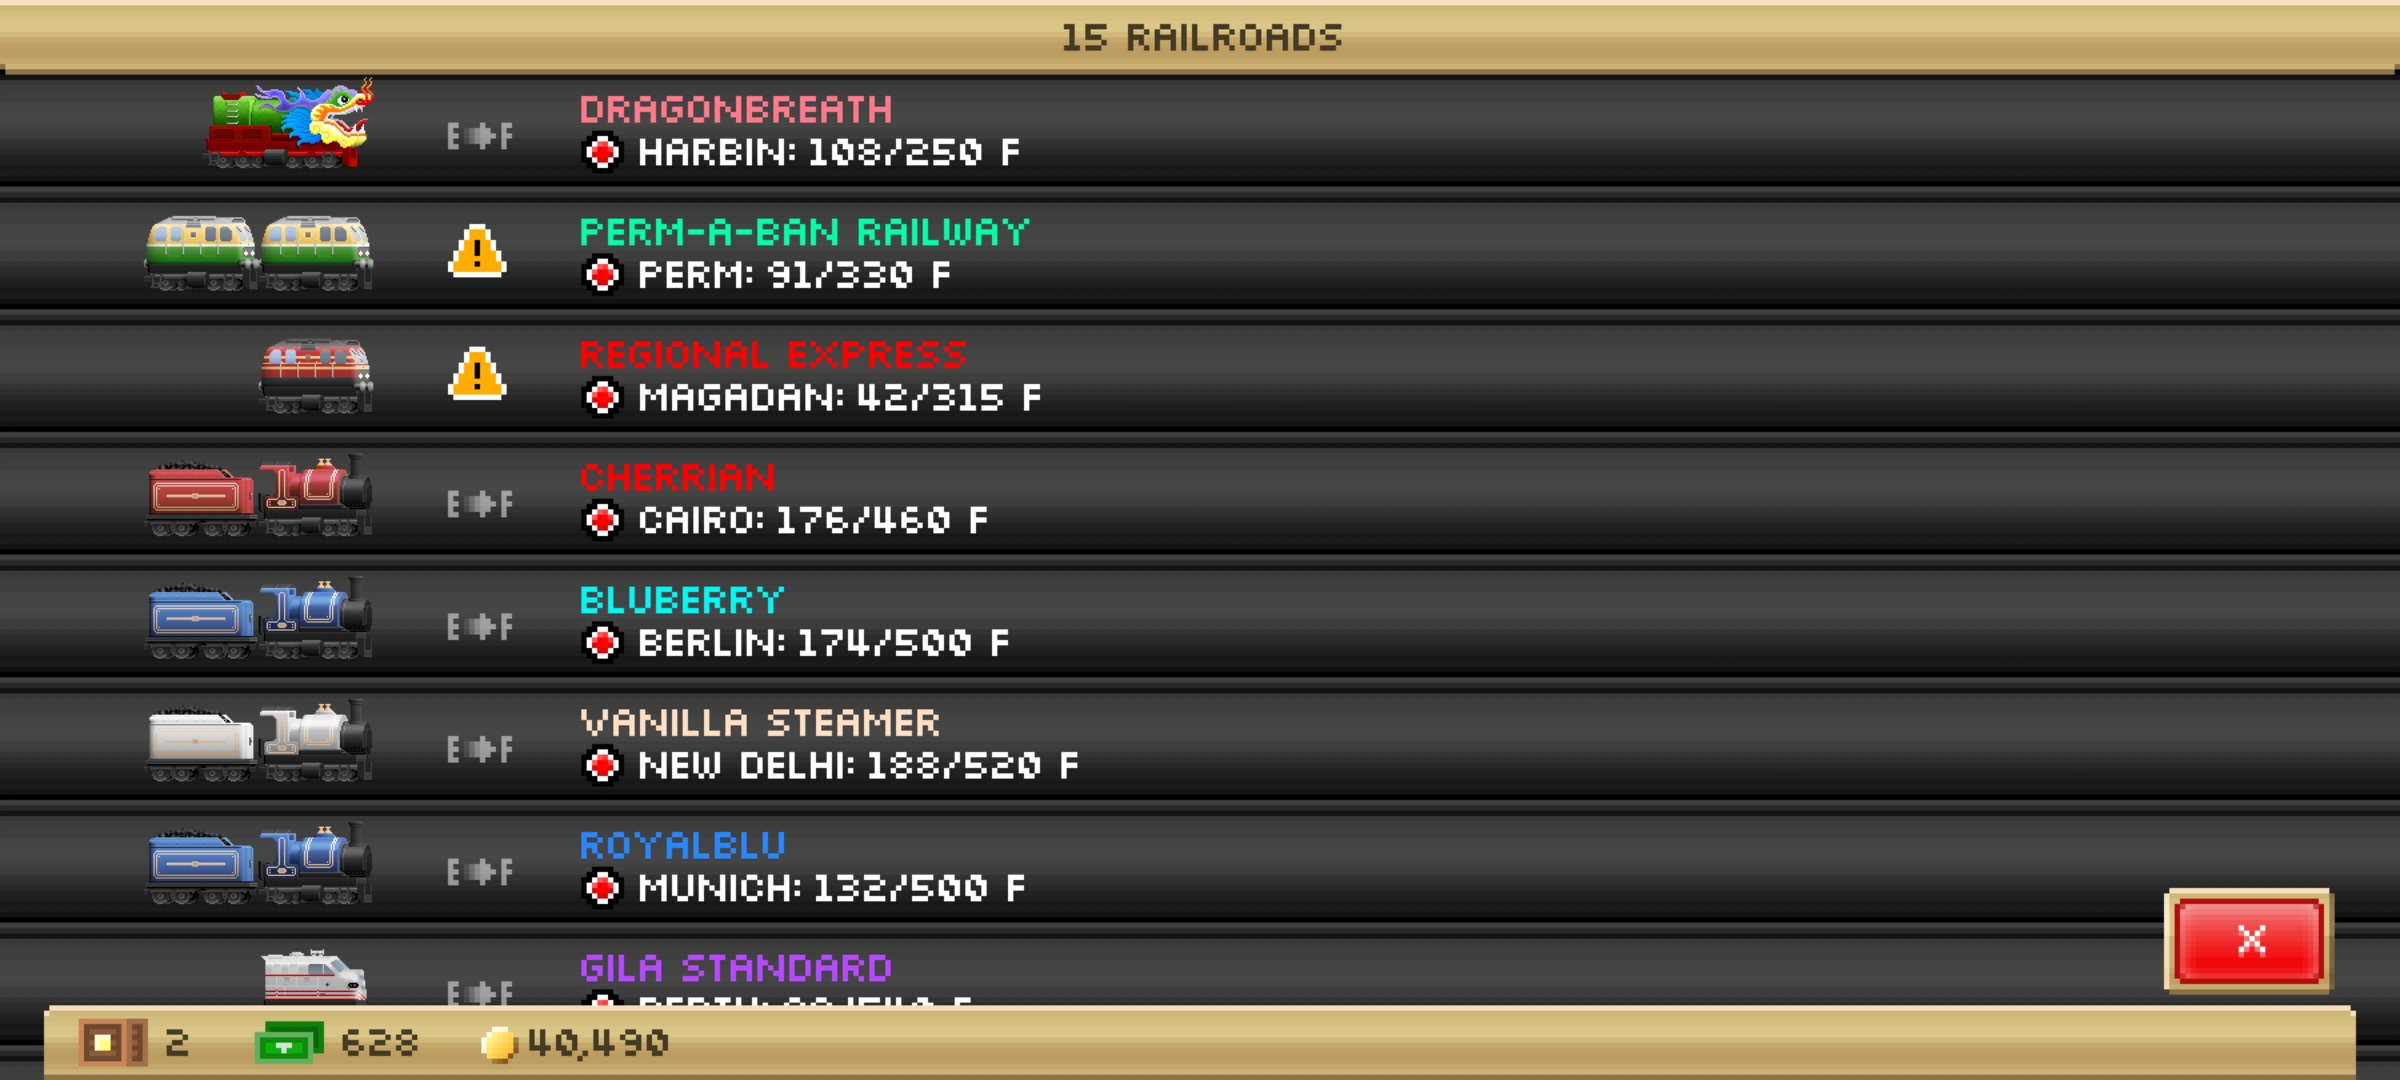 15 RAILROADS
DRAGONBREATH
E F
HARBIN: 108/250 F
PERM-A-BAN RAILWAY
!
PERM: 91/330 F
REGIONAL EXPRESS
!
MAGADAN: 42/315 F
CHERRIAN
E F
CAIRO: 176/460 F
BLUBERRY
E F
BERLIN: 174/500 F
VANILLA STEAMER
E F
NEW DELHI: 188/520 F
ROYALBLU
E F
MUNICH: 132/500 F
GILA STANDARD
E F
X
2 628 40,490